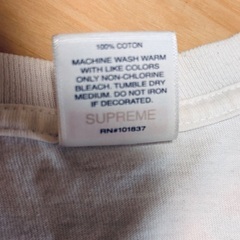 100% COTON
MACHINE WASH WARM
WITH LIKE COLORS
ONLY NON-CHLORINE
BLEACH. TUMBLE DRY
MEDIUM. DO NOT IRON
IF DECORATED.
SUPREME
RN#101837